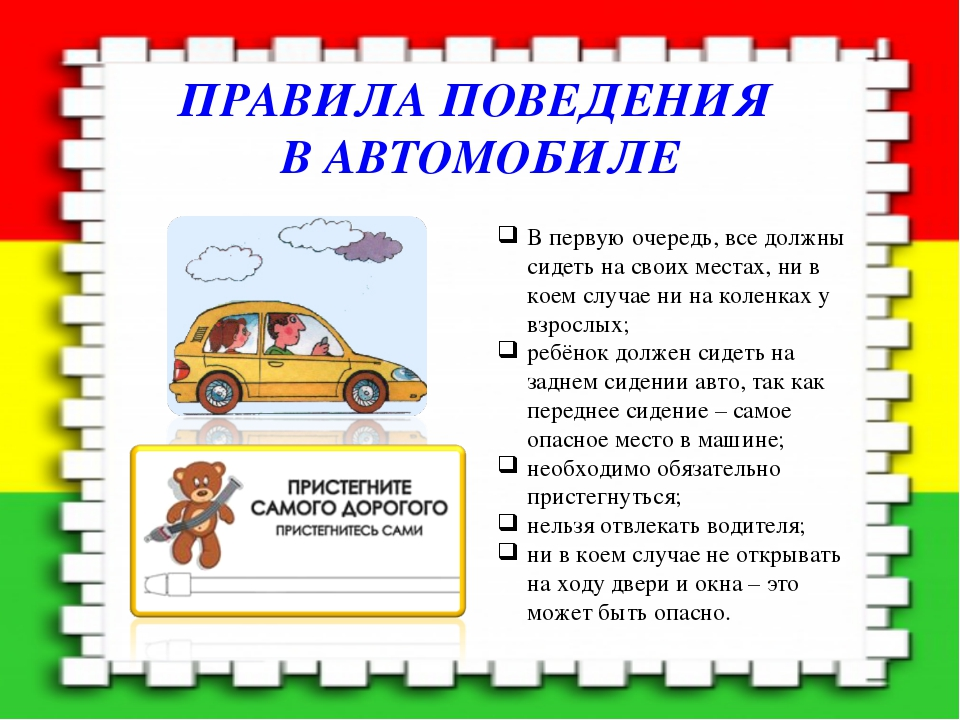 ПРАВИЛА ПОВЕДЕНИЯ
В АВТОМОБИЛЕ
В первую очередь, все должны
сидеть на своих местах, ни в
коем случае ни на коленках у
взрослых;
ребёнок должен сидеть на
заднем сидении авто, так как
переднее сидение – самое
опасное место в машине;
необходимо обязательно
пристегнуться;
нельзя отвлекать водителя;
ни в коем случае не открывать
на ходу двери и окна – это
может быть опасно.
ПРИСТЕГНИТЕ
САМОГО ДОРОГОГО
ПРИСТЕГНИТЕСЬ САМИ